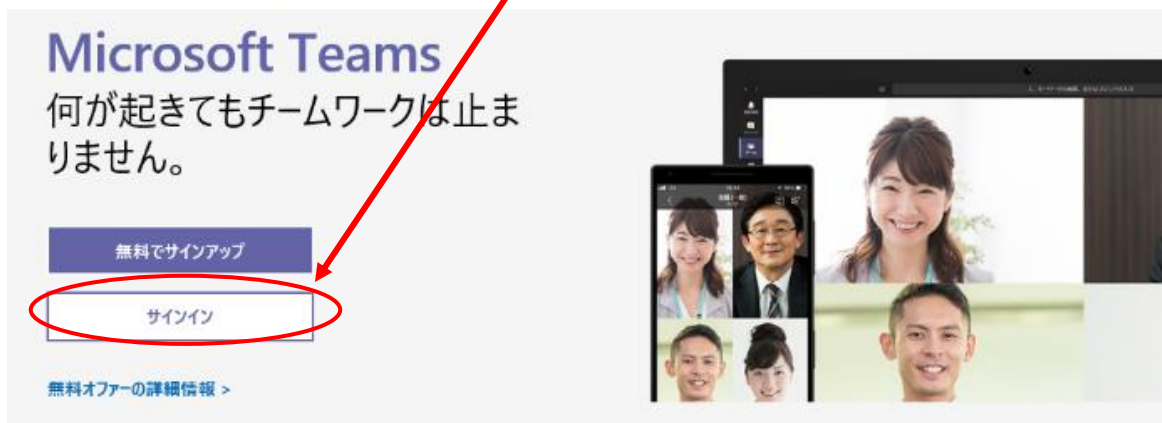 Microsoft Teams
何が起きてもチームワークは止ま
りません。
無料でサインアップ
サインイン
無料オファーの詳細情報 >